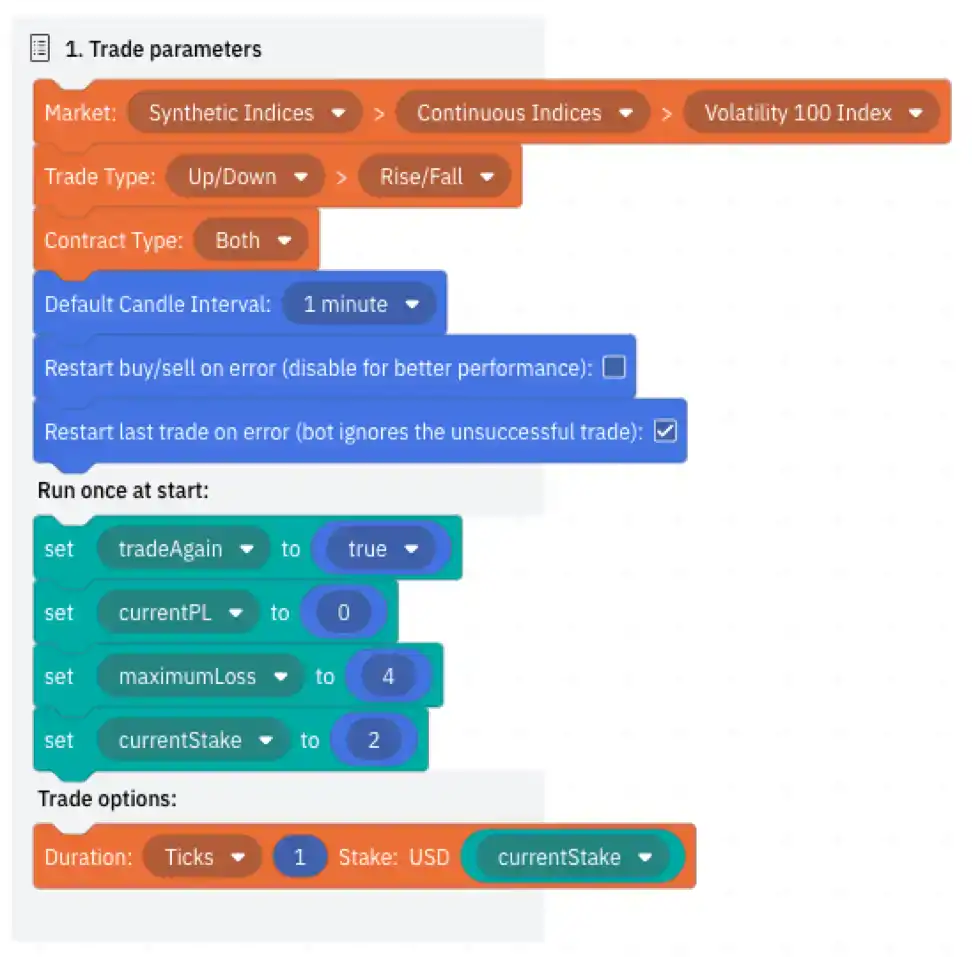 1. Trade parameters
Market: Synthetic Indices > Continuous Indices > Volatility 100 Index
Trade Type: Up/Down > Rise/Fall
Contract Type: Both
Default Candle Interval: 1 minute
Restart buy/sell on error (disable for better performance):
Restart last trade on error (bot ignores the unsuccessful trade):
Run once at start:
set tradeAgain to true
set currentPL to 0
set maximumLoss to 4
set currentStake to 2
Trade options:
Duration: Ticks 1 Stake: USD currentStake